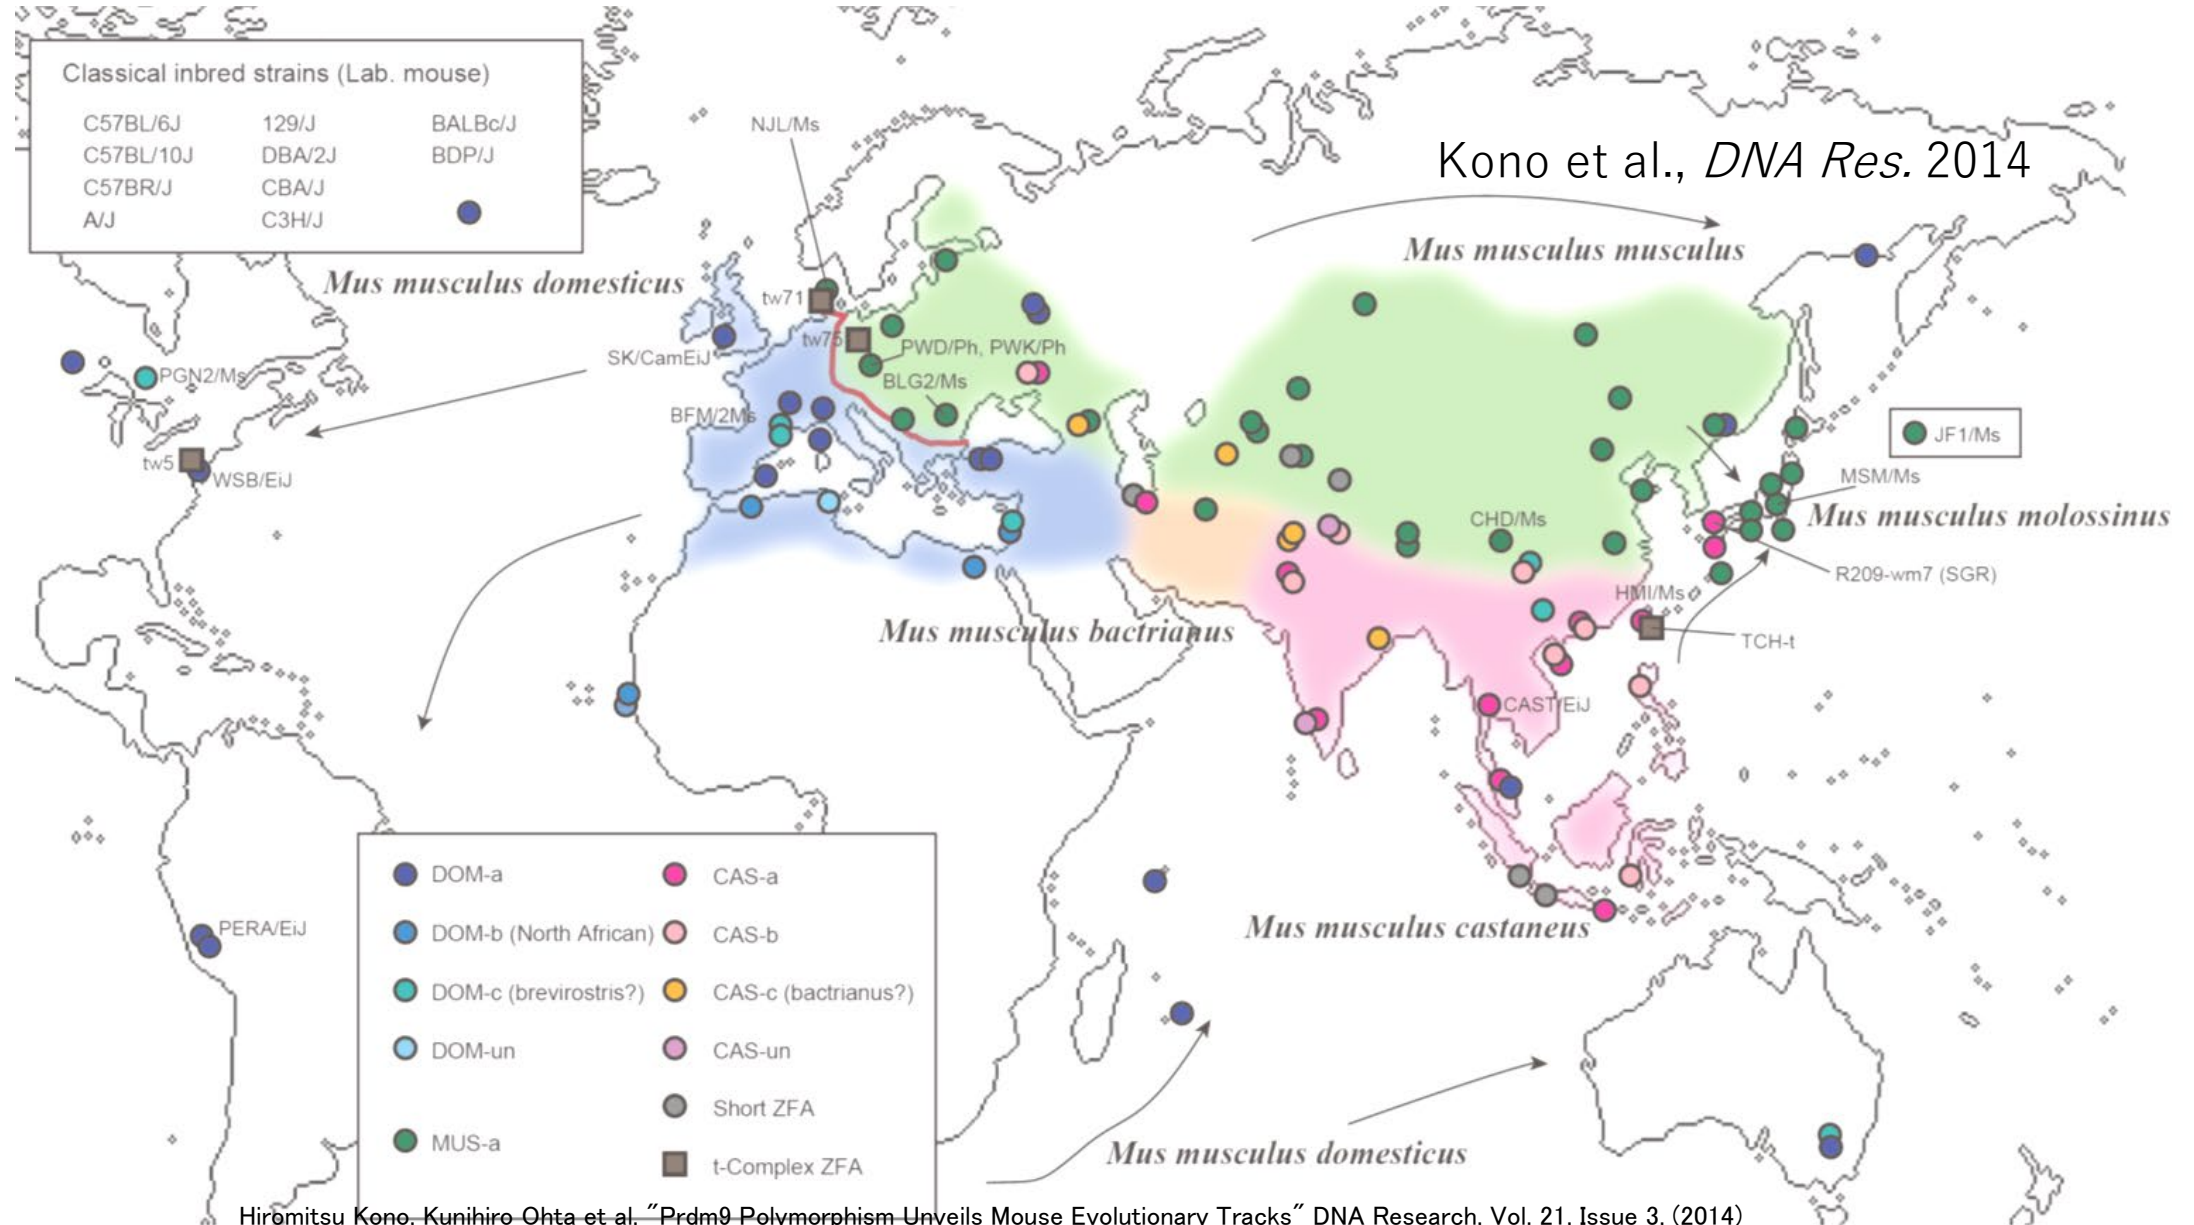 Classical inbred strains (Lab. mouse)
C57BL/6J 129/J BALBc/J
C57BL/10J DBA/2J BDP/J
C57BR/J CBA/J
A/J C3H/J
NJL/Ms
Kono et al., DNA Res. 2014
Mus musculus musculus
Mus musculus domesticus
tw71
tw75
SK/CamEiJ
PWD/Ph, PWK/Ph
PGN2/Ms
BLG2/Ms
BFM/2Ms
JF1/Ms
tw5
WSB/EiJ
MSM/Ms
CHD/Ms
Mus musculus molossinus
R209-wm7 (SGR)
HMI/Ms
Mus musculus bactrianus
TCH-t
CAST/EiJ
DOM-a CAS-a
DOM-b (North African) CAS-b
DOM-c (brevirostris?) CAS-c (bactrianus?)
DOM-un CAS-un
Short ZFA
MUS-a
t-Complex ZFA
PERA/EiJ
Mus musculus castaneus
Mus musculus domesticus
Hiromitsu Kono, Kunihiro Ohta et al. "Prdm9 Polymorphism Unveils Mouse Evolutionary Tracks" DNA Research, Vol. 21, Issue 3, (2014)